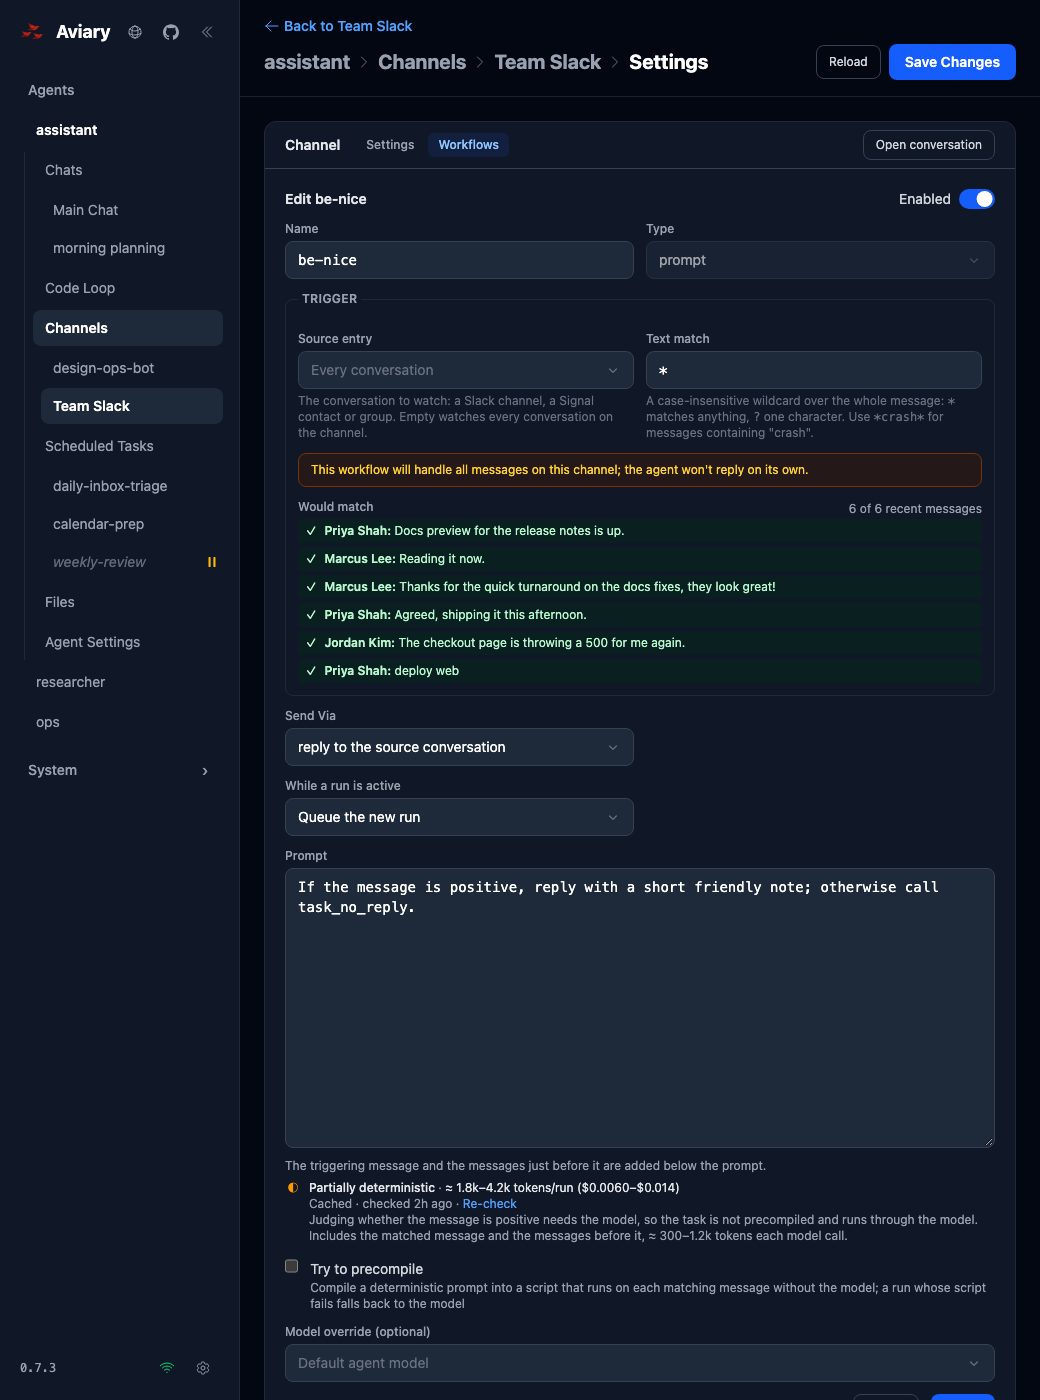 Aviary
Agents
assistant
Chats
Main Chat
morning planning
Code Loop
Channels
design-ops-bot
Team Slack
Scheduled Tasks
daily-inbox-triage
calendar-prep
weekly-review
Files
Agent Settings
researcher
ops
System
0.7.3
Back to Team Slack
assistant > Channels > Team Slack > Settings
Reload
Save Changes
Channel
Settings
Workflows
Open conversation
Edit be-nice
Enabled
Name
Type
be-nice
prompt
TRIGGER
Source entry
Text match
Every conversation
*
The conversation to watch: a Slack channel, a Signal
contact or group. Empty watches every conversation on
the channel.
A case-insensitive wildcard over the whole message: *
matches anything, ? one character. Use *crash* for
messages containing "crash".
This workflow will handle all messages on this channel; the agent won't reply on its own.
Would match
6 of 6 recent messages
✓ Priya Shah: Docs preview for the release notes is up.
✓ Marcus Lee: Reading it now.
✓ Marcus Lee: Thanks for the quick turnaround on the docs fixes, they look great!
✓ Priya Shah: Agreed, shipping it this afternoon.
✓ Jordan Kim: The checkout page is throwing a 500 for me again.
✓ Priya Shah: deploy web
Send Via
reply to the source conversation
While a run is active
Queue the new run
Prompt
If the message is positive, reply with a short friendly note; otherwise call
task_no_reply.
The triggering message and the messages just before it are added below the prompt.
Partially deterministic · ≈ 1.8k–4.2k tokens/run ($0.0060–$0.014)
Cached · checked 2h ago · Re-check
Judging whether the message is positive needs the model, so the task is not precompiled and runs through the model.
Includes the matched message and the messages before it, ≈ 300–1.2k tokens each model call.
Try to precompile
Compile a deterministic prompt into a script that runs on each matching message without the model; a run whose script
fails falls back to the model
Model override (optional)
Default agent model